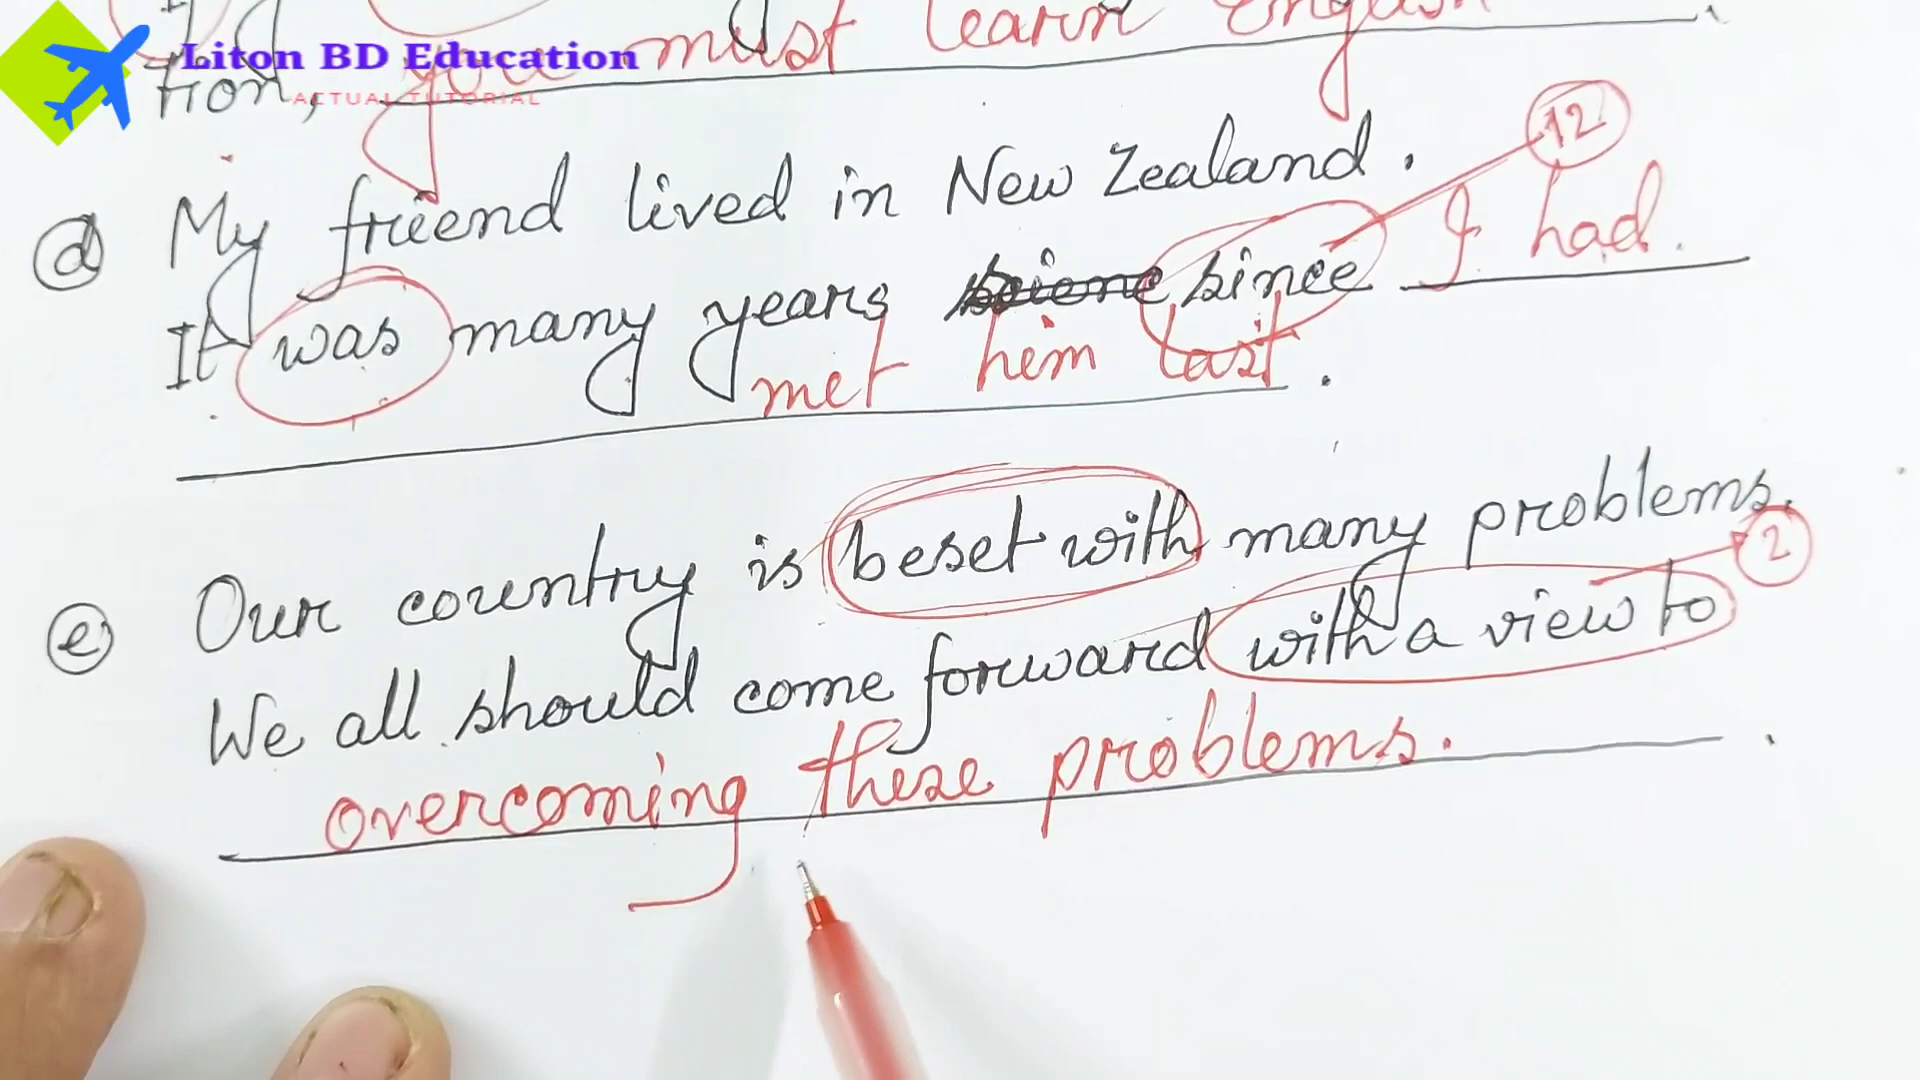 you must learn English
Liton BD Education
tion,
ACTUAL TUTORIAL
12
d My friend lived in New Zealand.
It was many years since I had
met him last.
e Our country is beset with many problems.
2
We all should come forward with a view to
overcoming these problems.